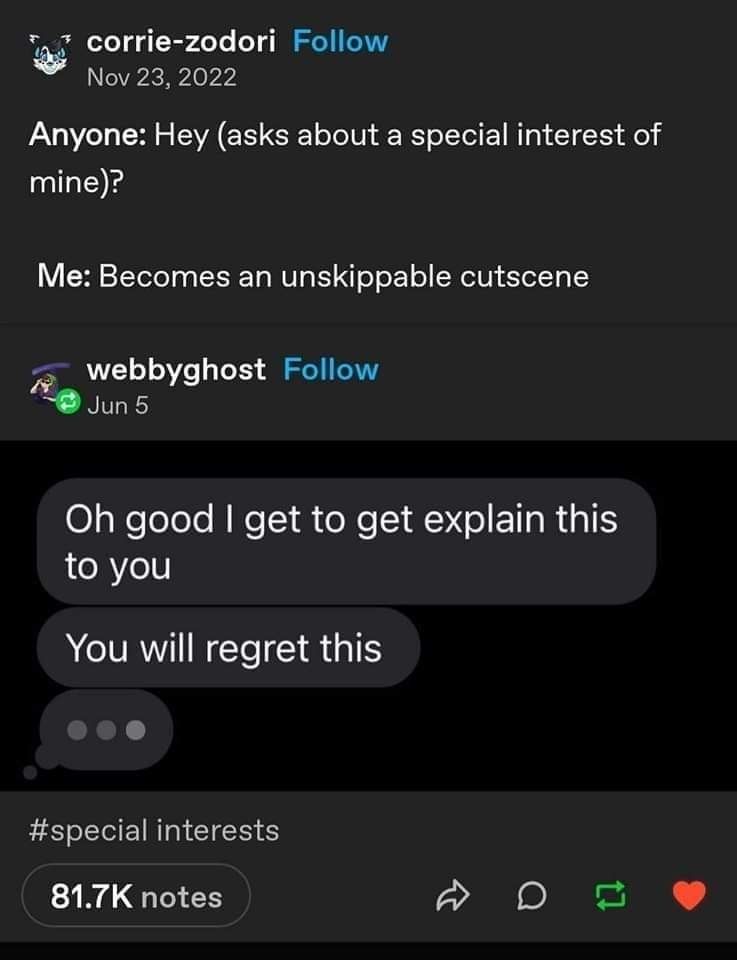 corrie-zodori Follow
Nov 23, 2022
Anyone: Hey (asks about a special interest of
mine)?
Me: Becomes an unskippable cutscene
webbyghost Follow
Jun 5
Oh good I get to get explain this
to you
You will regret this
#special interests
81.7K notes